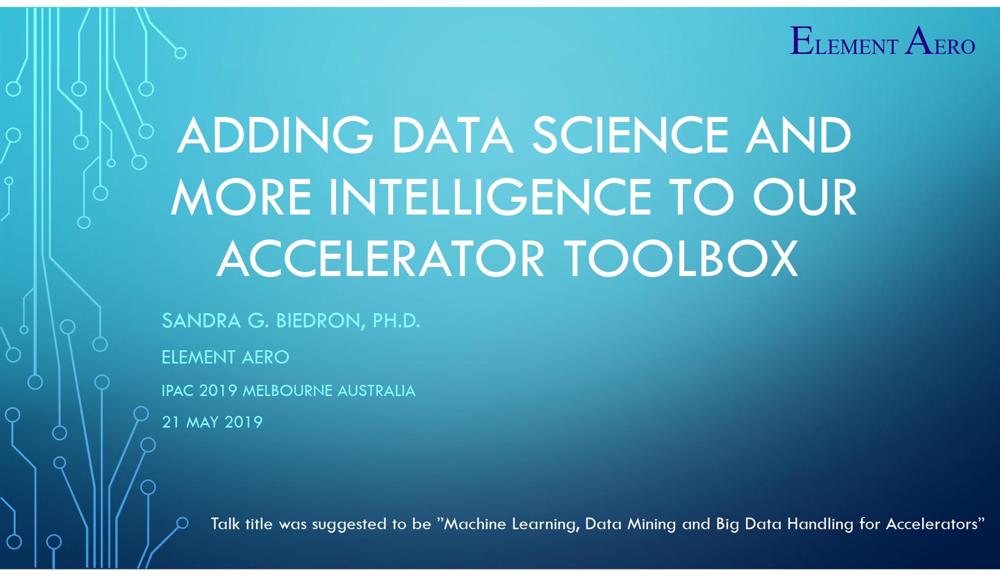 ELEMENT AERO
ADDING DATA SCIENCE AND
MORE INTELLIGENCE TO OUR
ACCELERATOR TOOLBOX
SANDRA G. BIEDRON, PH.D.
ELEMENT AERO
IPAC 2019 MELBOURNE AUSTRALIA
21 MAY 2019
Talk title was suggested to be ”Machine Learning, Data Mining and Big Data Handling for Accelerators”